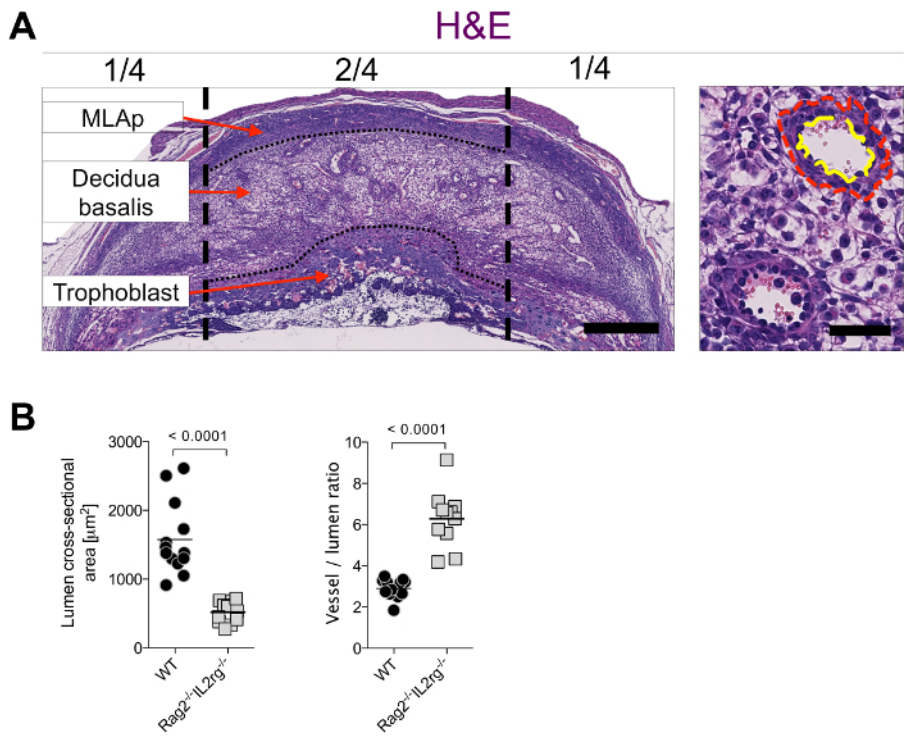 A
H&E
1/4 2/4 1/4
MLAp
Decidua
basalis
Trophoblast
B
< 0.0001
Lumen cross-sectional
area [μm²]
3000
2000
1000
0
WT
Rag2⁻/⁻IL2rg⁻/⁻
< 0.0001
Vessel / lumen ratio
10
8
6
4
2
0
WT
Rag2⁻/⁻IL2rg⁻/⁻